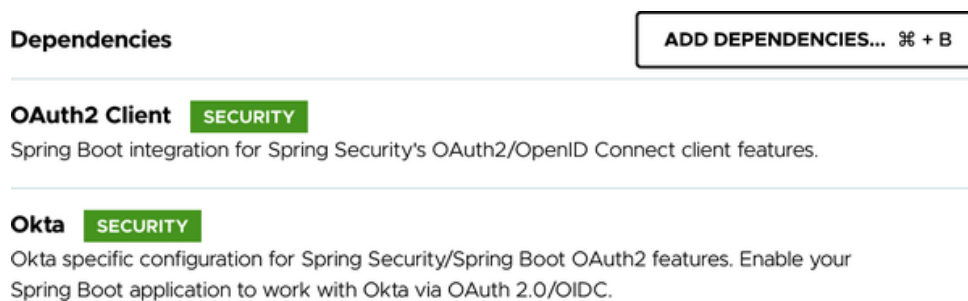 Dependencies
ADD DEPENDENCIES... ⌘ + B
OAuth2 Client SECURITY
Spring Boot integration for Spring Security's OAuth2/OpenID Connect client features.
Okta SECURITY
Okta specific configuration for Spring Security/Spring Boot OAuth2 features. Enable your
Spring Boot application to work with Okta via OAuth 2.0/OIDC.